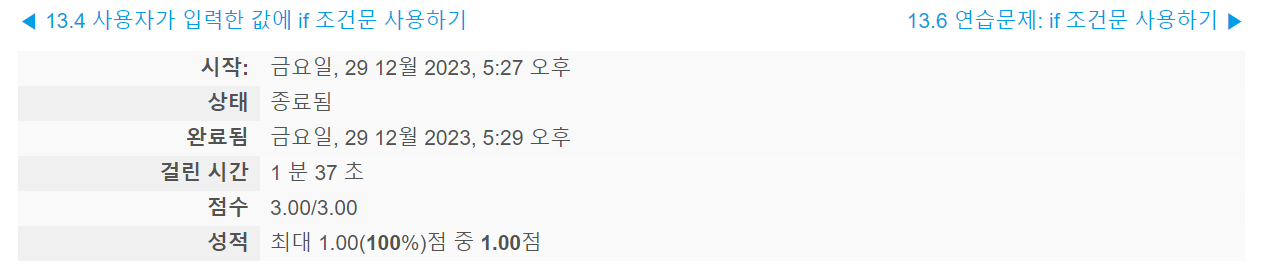 ◀ 13.4 사용자가 입력한 값에 if 조건문 사용하기 13.6 연습문제: if 조건문 사용하기 ▶
시작: 금요일, 29 12월 2023, 5:27 오후
상태 종료됨
완료됨 금요일, 29 12월 2023, 5:29 오후
걸린 시간 1 분 37 초
점수 3.00/3.00
성적 최대 1.00(100%)점 중 1.00점